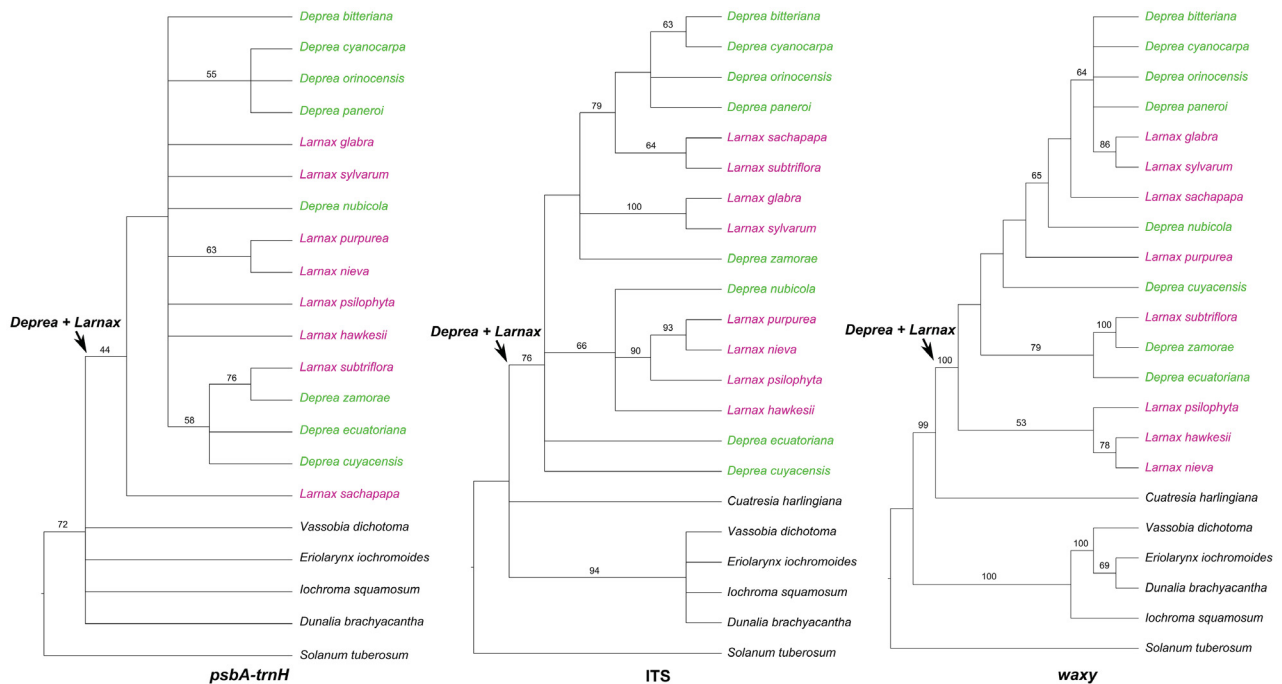 Deprea bitteriana
Deprea cyanocarpa
55
Deprea orinocensis
Deprea paneroi
Larnax glabra
Larnax sylvarum
Deprea nubicola
Larnax purpurea
63
Larnax nieva
Larnax psilophyta
Deprea + Larnax
Larnax hawkesii
44
Larnax subtriflora
76
Deprea zamorae
58
Deprea ecuatoriana
Deprea cuyacensis
Larnax sachapapa
72
Vassobia dichotoma
Eriolarynx iochromoides
Iochroma squamosum
Dunalia brachyacantha
Solanum tuberosum
psbA-trnH
Deprea bitteriana
63
Deprea cyanocarpa
Deprea orinocensis
79
Deprea paneroi
Larnax sachapapa
64
Larnax subtriflora
Larnax glabra
100
Larnax sylvarum
Deprea zamorae
Deprea nubicola
Larnax purpurea
Deprea + Larnax
93
66
90
Larnax nieva
76
Larnax psilophyta
Larnax hawkesii
Deprea ecuatoriana
Deprea cuyacensis
Cuatresia harlingiana
Vassobia dichotoma
Eriolarynx iochromoides
94
Iochroma squamosum
Dunalia brachyacantha
Solanum tuberosum
ITS
Deprea bitteriana
Deprea cyanocarpa
64
Deprea orinocensis
Deprea paneroi
Larnax glabra
86
Larnax sylvarum
65
Larnax sachapapa
Deprea nubicola
Larnax purpurea
Deprea cuyacensis
Larnax subtriflora
Deprea + Larnax
100
79
Deprea zamorae
100
Deprea ecuatoriana
Larnax psilophyta
99
53
Larnax hawkesii
78
Larnax nieva
Cuatresia harlingiana
Vassobia dichotoma
100
Eriolarynx iochromoides
69
100
Dunalia brachyacantha
Iochroma squamosum
Solanum tuberosum
waxy